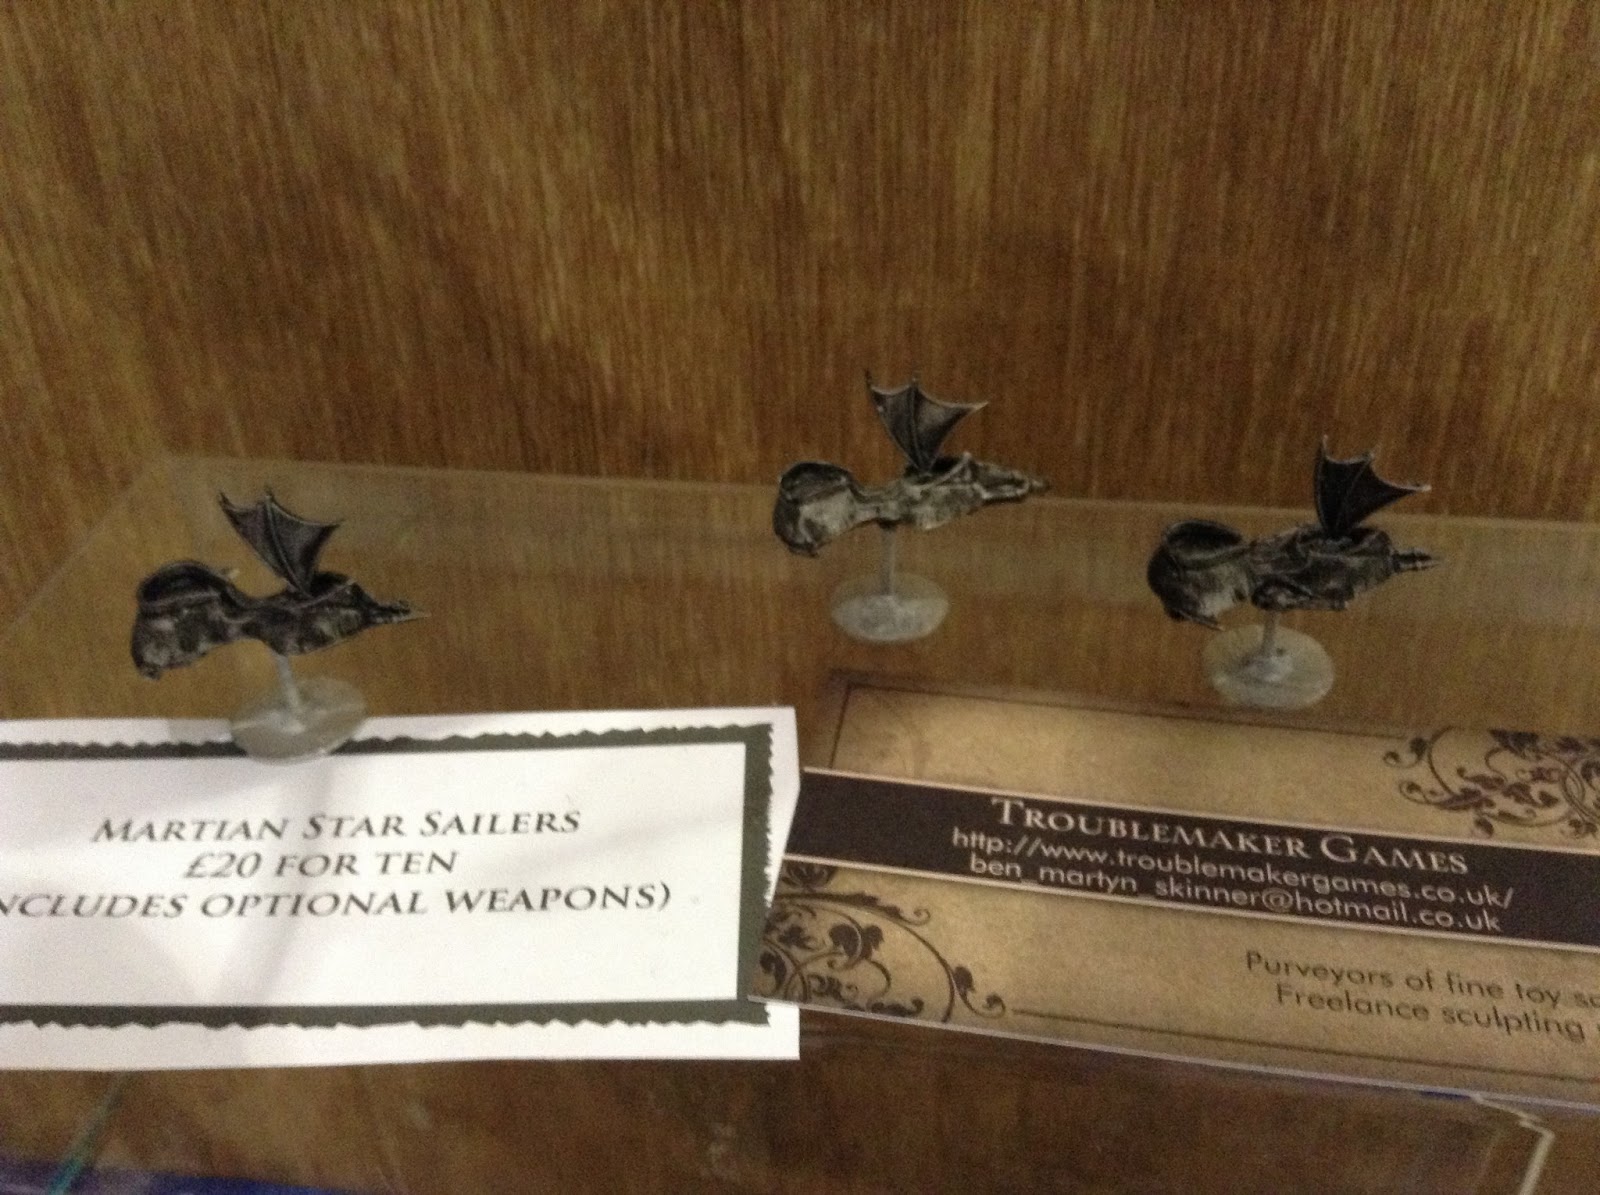 MARTIAN STAR SAILERS
£20 FOR TEN
OPTIONAL WEAPONS)
TROUBLEMAKER GAMES
http://www.troublemakergames.co.uk/
ben_martyn_skinner@hotmail.co.uk
Purveyors of fine toy
Freelance sculpting